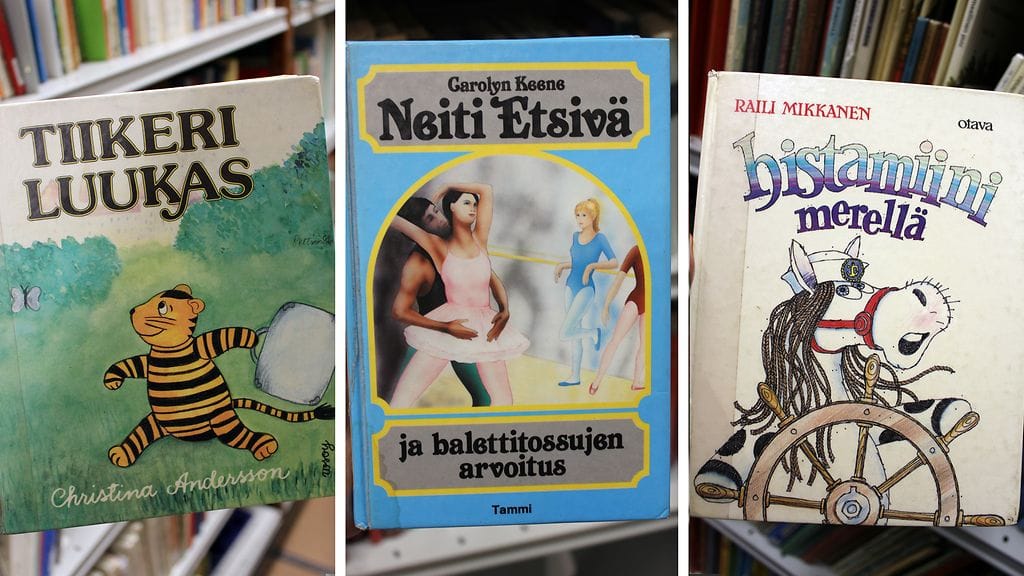 TIIKERI
LUUKAS
Christina Andersson
Carolyn Keene
Neiti Etsivä
ja balettitossujen
arvoitus
Tammi
RAILI MIKKANEN
otava
histamiini
merellä